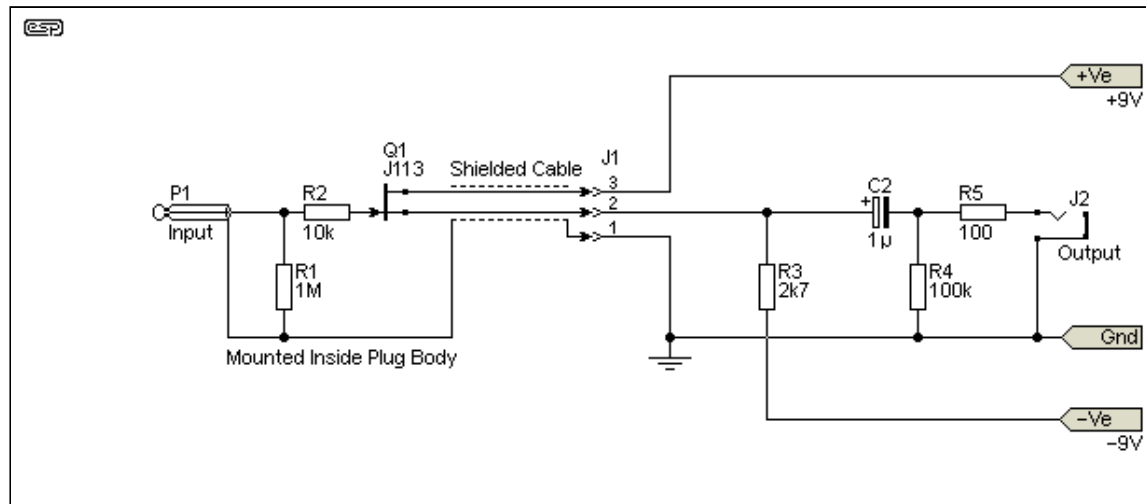 esp
+Ve
+9V
Q1
J113
Shielded Cable
J1
3
2
1
P1
Input
R2
10k
R1
1M
C2
+
1µ
R5
100
J2
Output
R3
2k7
R4
100k
Mounted Inside Plug Body
Gnd
-Ve
-9V